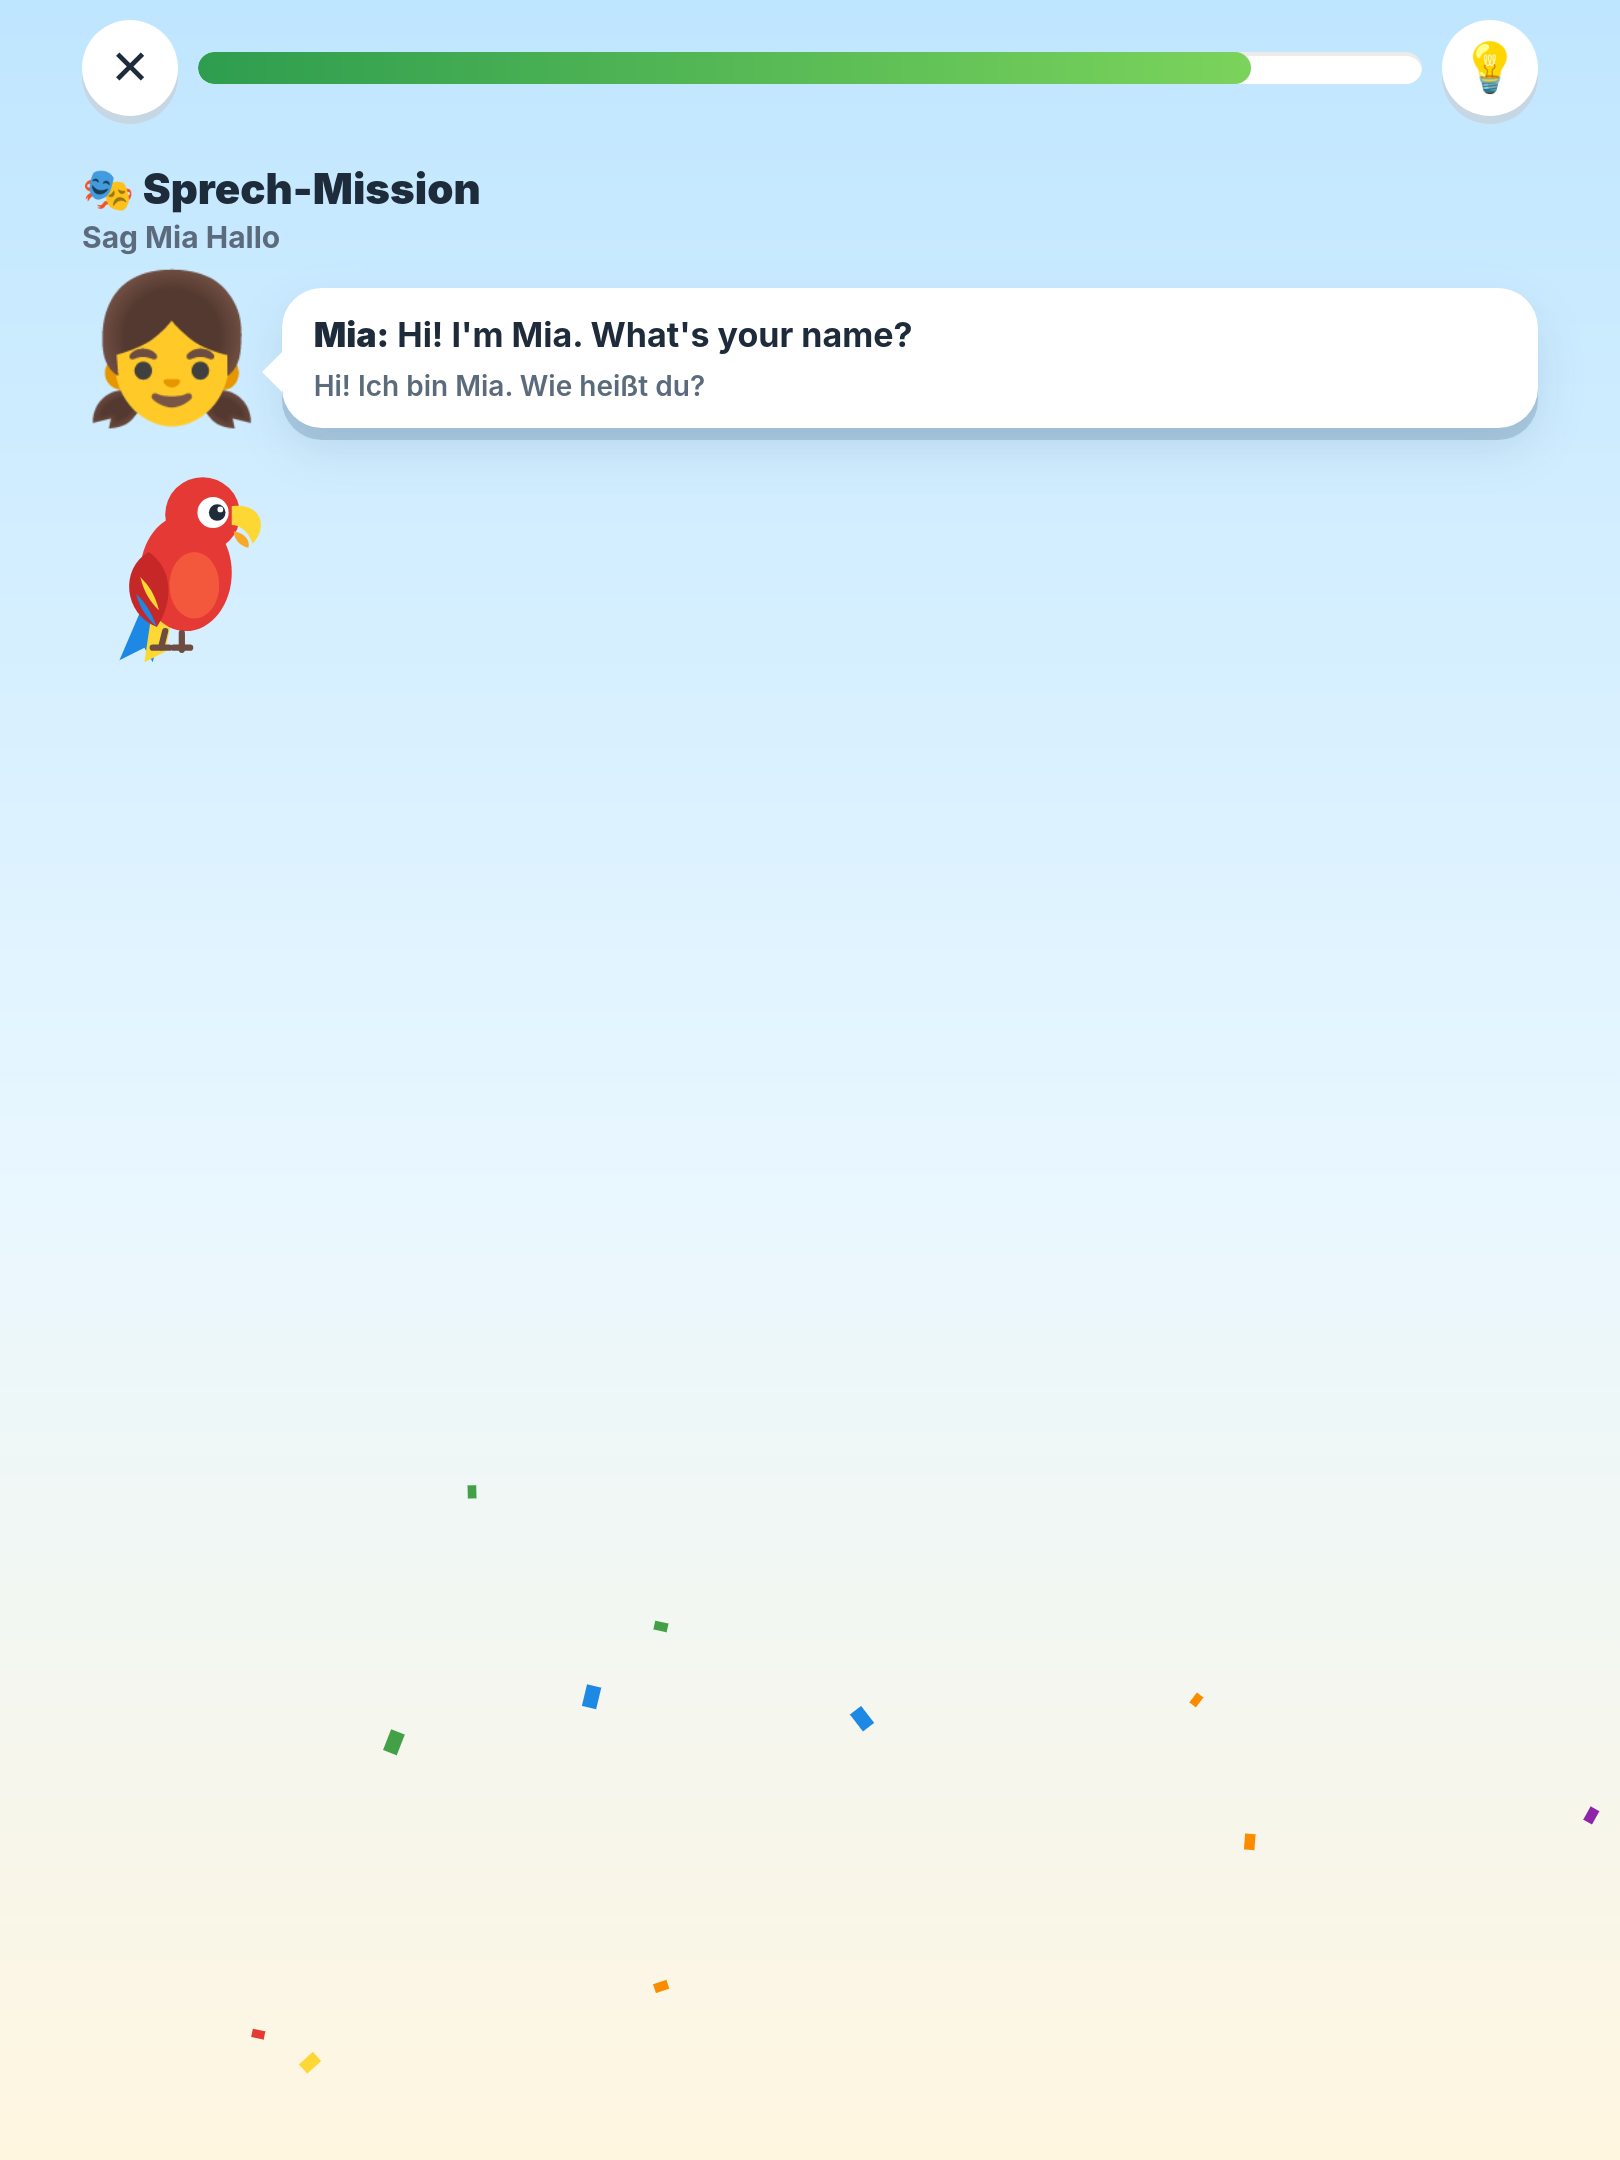 Sprech-Mission
Sag Mia Hallo
Mia: Hi! I'm Mia. What's your name?
Hi! Ich bin Mia. Wie heißt du?